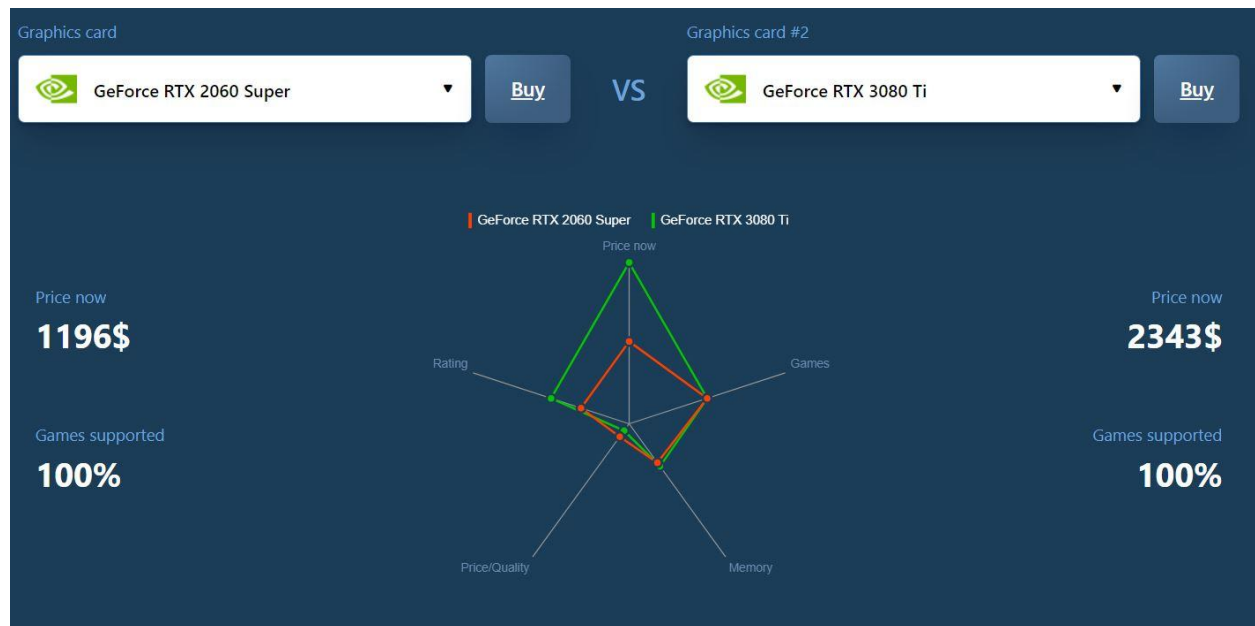 Graphics card
GeForce RTX 2060 Super
Buy
VS
Graphics card #2
GeForce RTX 3080 Ti
Buy
GeForce RTX 2060 Super
GeForce RTX 3080 Ti
Price now
Price now
1196$
Games supported
100%
Rating
Games
Price/Quality
Memory
Price now
2343$
Games supported
100%